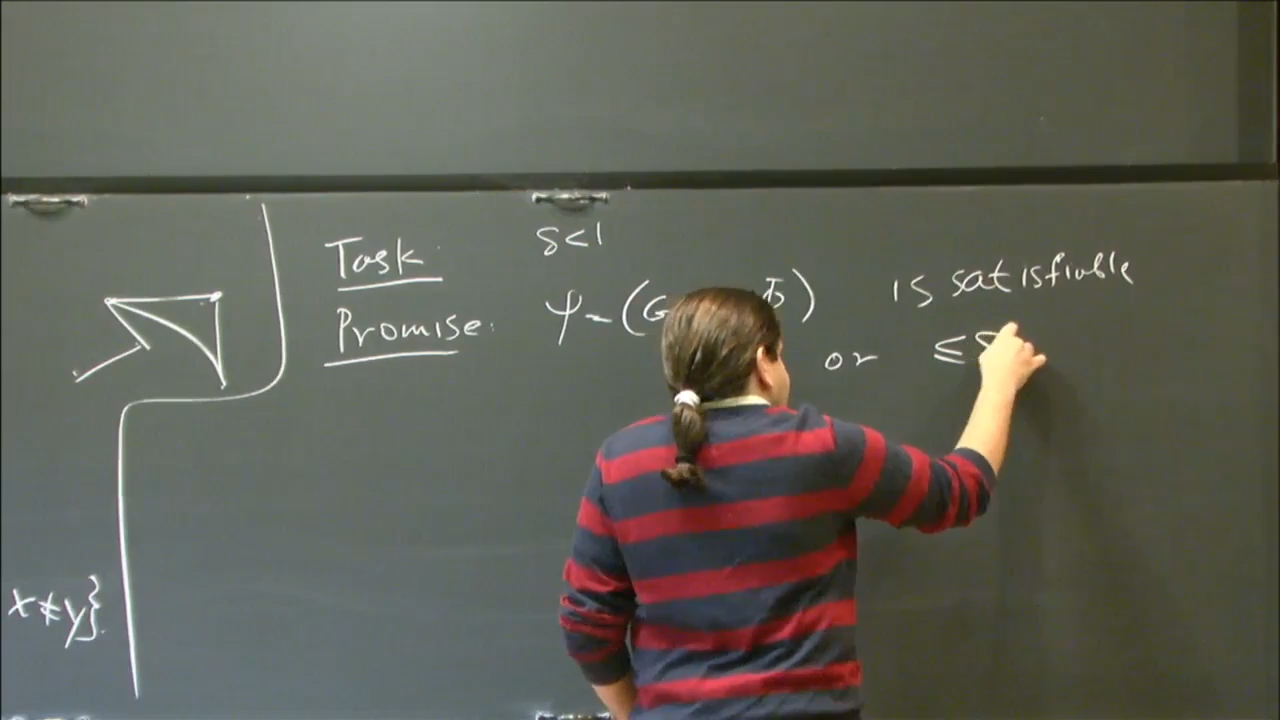 Task
δ<1
Promise: φ=(G Φ) is satisfiable
or ≤
x≠y}